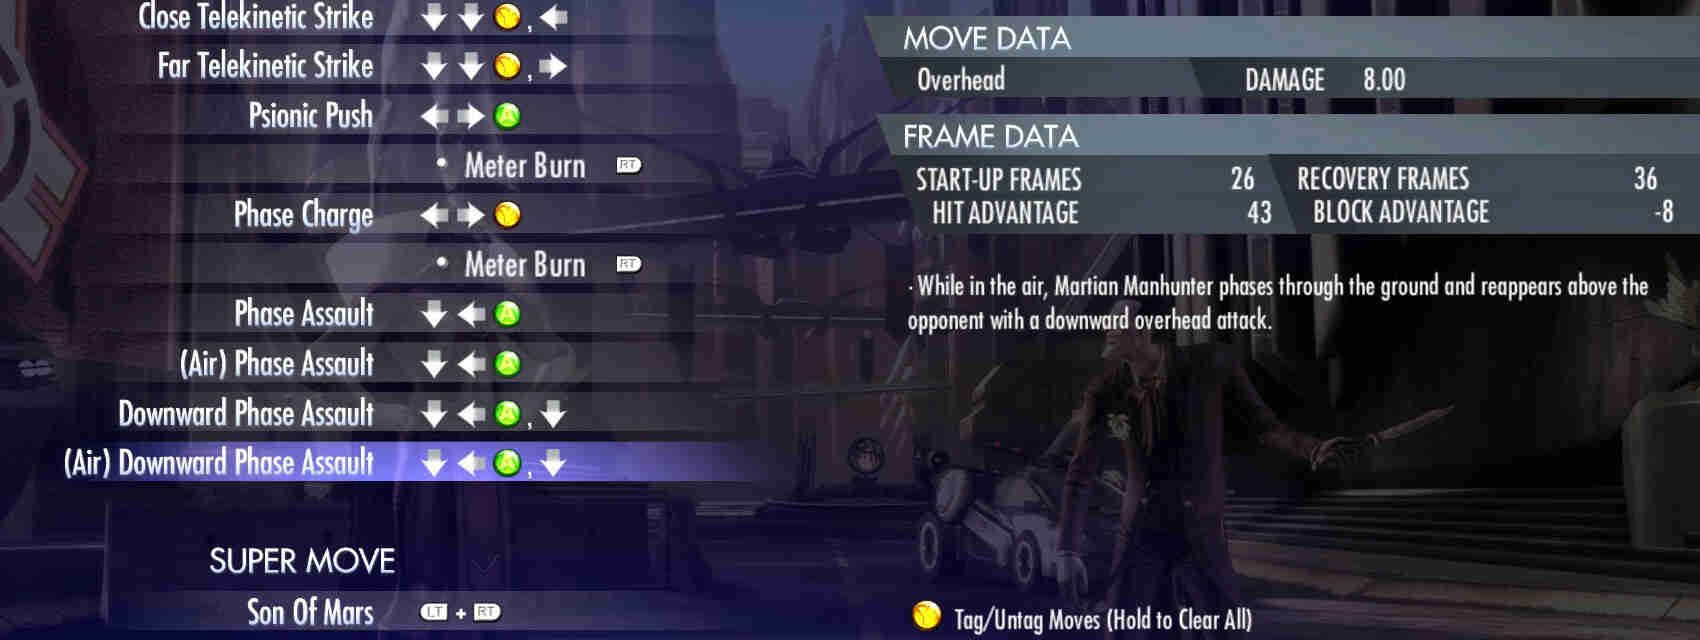 Close Telekinetic Strike Y ,
Far Telekinetic Strike Y ,
Psionic Push A
• Meter Burn RT
Phase Charge Y
• Meter Burn RT
Phase Assault A
(Air) Phase Assault A
Downward Phase Assault A ,
(Air) Downward Phase Assault A ,
SUPER MOVE
Son Of Mars LT + RT
MOVE DATA
Overhead DAMAGE 8.00
FRAME DATA
START-UP FRAMES 26 RECOVERY FRAMES 36
HIT ADVANTAGE 43 BLOCK ADVANTAGE -8
- While in the air, Martian Manhunter phases through the ground and reappears above the
opponent with a downward overhead attack.
Y Tag/Untag Moves (Hold to Clear All)